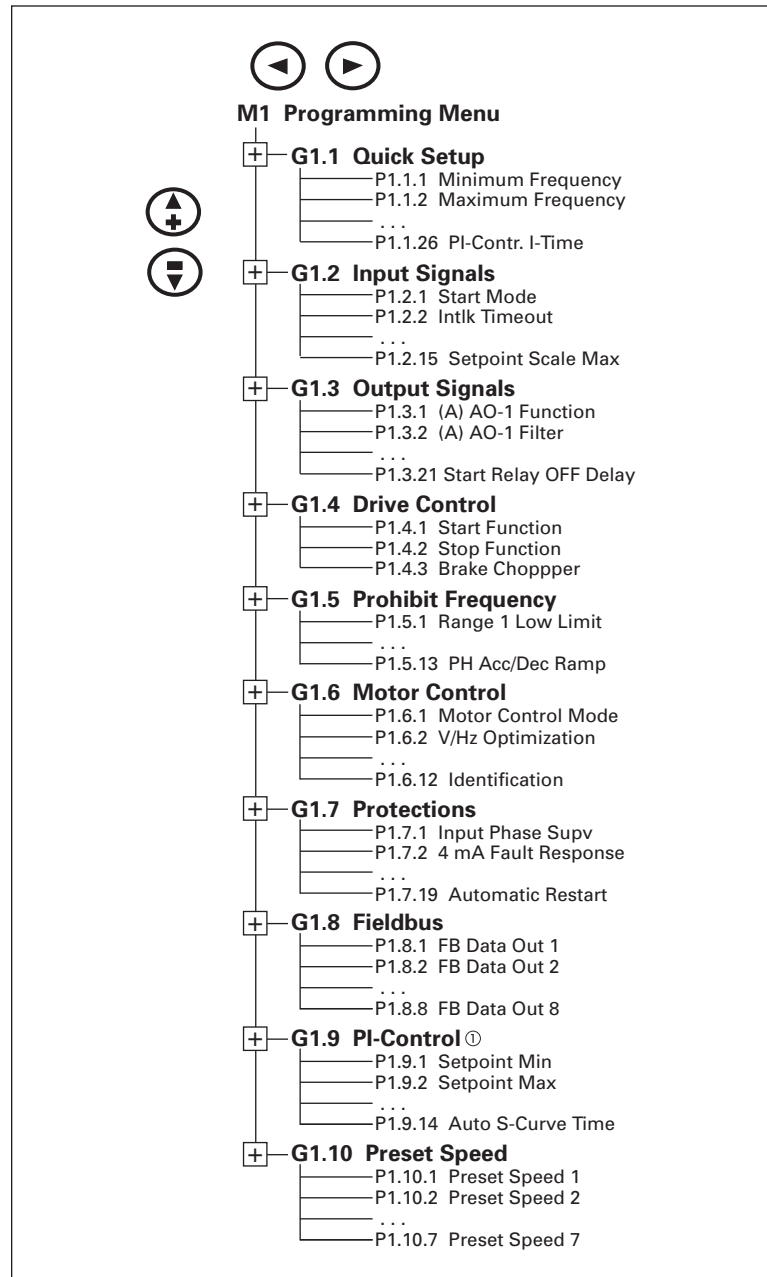 M1 Programming Menu
+ G1.1 Quick Setup
P1.1.1 Minimum Frequency
P1.1.2 Maximum Frequency
. . .
P1.1.26 PI-Contr. I-Time
+ G1.2 Input Signals
P1.2.1 Start Mode
P1.2.2 Intlk Timeout
. . .
P1.2.15 Setpoint Scale Max
+ G1.3 Output Signals
P1.3.1 (A) AO-1 Function
P1.3.2 (A) AO-1 Filter
. . .
P1.3.21 Start Relay OFF Delay
+ G1.4 Drive Control
P1.4.1 Start Function
P1.4.2 Stop Function
P1.4.3 Brake Choppper
+ G1.5 Prohibit Frequency
P1.5.1 Range 1 Low Limit
. . .
P1.5.13 PH Acc/Dec Ramp
+ G1.6 Motor Control
P1.6.1 Motor Control Mode
P1.6.2 V/Hz Optimization
. . .
P1.6.12 Identification
+ G1.7 Protections
P1.7.1 Input Phase Supv
P1.7.2 4 mA Fault Response
. . .
P1.7.19 Automatic Restart
+ G1.8 Fieldbus
P1.8.1 FB Data Out 1
P1.8.2 FB Data Out 2
. . .
P1.8.8 FB Data Out 8
+ G1.9 PI-Control ①
P1.9.1 Setpoint Min
P1.9.2 Setpoint Max
. . .
P1.9.14 Auto S-Curve Time
+ G1.10 Preset Speed
P1.10.1 Preset Speed 1
P1.10.2 Preset Speed 2
. . .
P1.10.7 Preset Speed 7